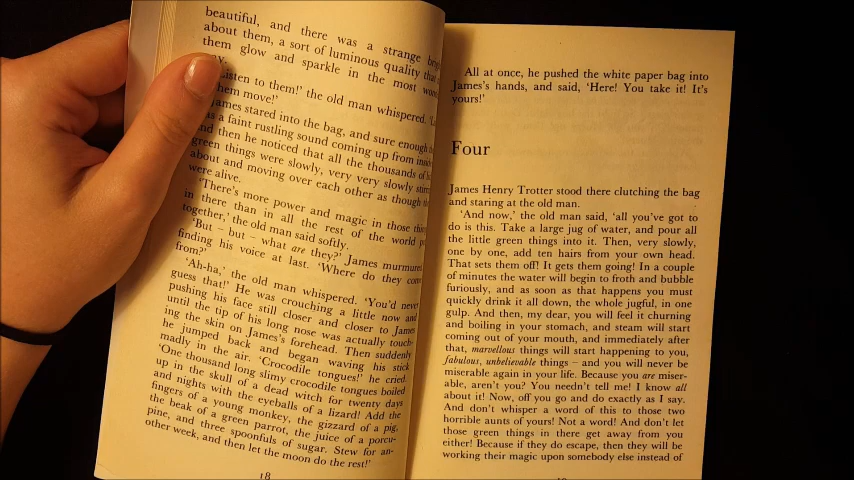 beautiful, and there was a strange
about them, a sort of luminous quality that
them glow and sparkle in the most
'Listen to them!' the old man whispered.
them move!'
James stared into the bag, and sure enough
a faint rustling sound coming up from
and then he noticed that all the thousands of
green things were slowly, very very slowly
about and moving over each other as though
were alive.
'There's more power and magic in those
in there than in all the rest of the world
together,' the old man said softly.
'But – but – what are they?' James murmured
finding his voice at last. 'Where do they come
from?'
'Ah-ha,' the old man whispered. 'You'd never
guess that!' He was crouching a little now and
pushing his face still closer and closer to James
until the tip of his long nose was actually touch-
ing the skin on James's forehead. Then suddenly
he jumped back and began waving his stick
madly in the air. 'Crocodile tongues!' he cried.
'One thousand long slimy crocodile tongues boiled
up in the skull of a dead witch for twenty days
and nights with the eyeballs of a lizard! Add the
fingers of a young monkey, the gizzard of a pig,
the beak of a green parrot, the juice of a porcu-
pine, and three spoonfuls of sugar. Stew for an-
other week, and then let the moon do the rest!'
18
All at once, he pushed the white paper bag into
James's hands, and said, 'Here! You take it! It's
yours!'
Four
James Henry Trotter stood there clutching the bag
and staring at the old man.
'And now,' the old man said, 'all you've got to
do is this. Take a large jug of water, and pour all
the little green things into it. Then, very slowly,
one by one, add ten hairs from your own head.
That sets them off! It gets them going! In a couple
of minutes the water will begin to froth and bubble
furiously, and as soon as that happens you must
quickly drink it all down, the whole jugful, in one
gulp. And then, my dear, you will feel it churning
and boiling in your stomach, and steam will start
coming out of your mouth, and immediately after
that, marvellous things will start happening to you,
fabulous, unbelievable things – and you will never be
miserable again in your life. Because you are miser-
able, aren't you? You needn't tell me! I know all
about it! Now, off you go and do exactly as I say.
And don't whisper a word of this to those two
horrible aunts of yours! Not a word! And don't let
those green things in there get away from you
either! Because if they do escape, then they will be
working their magic upon somebody else instead of